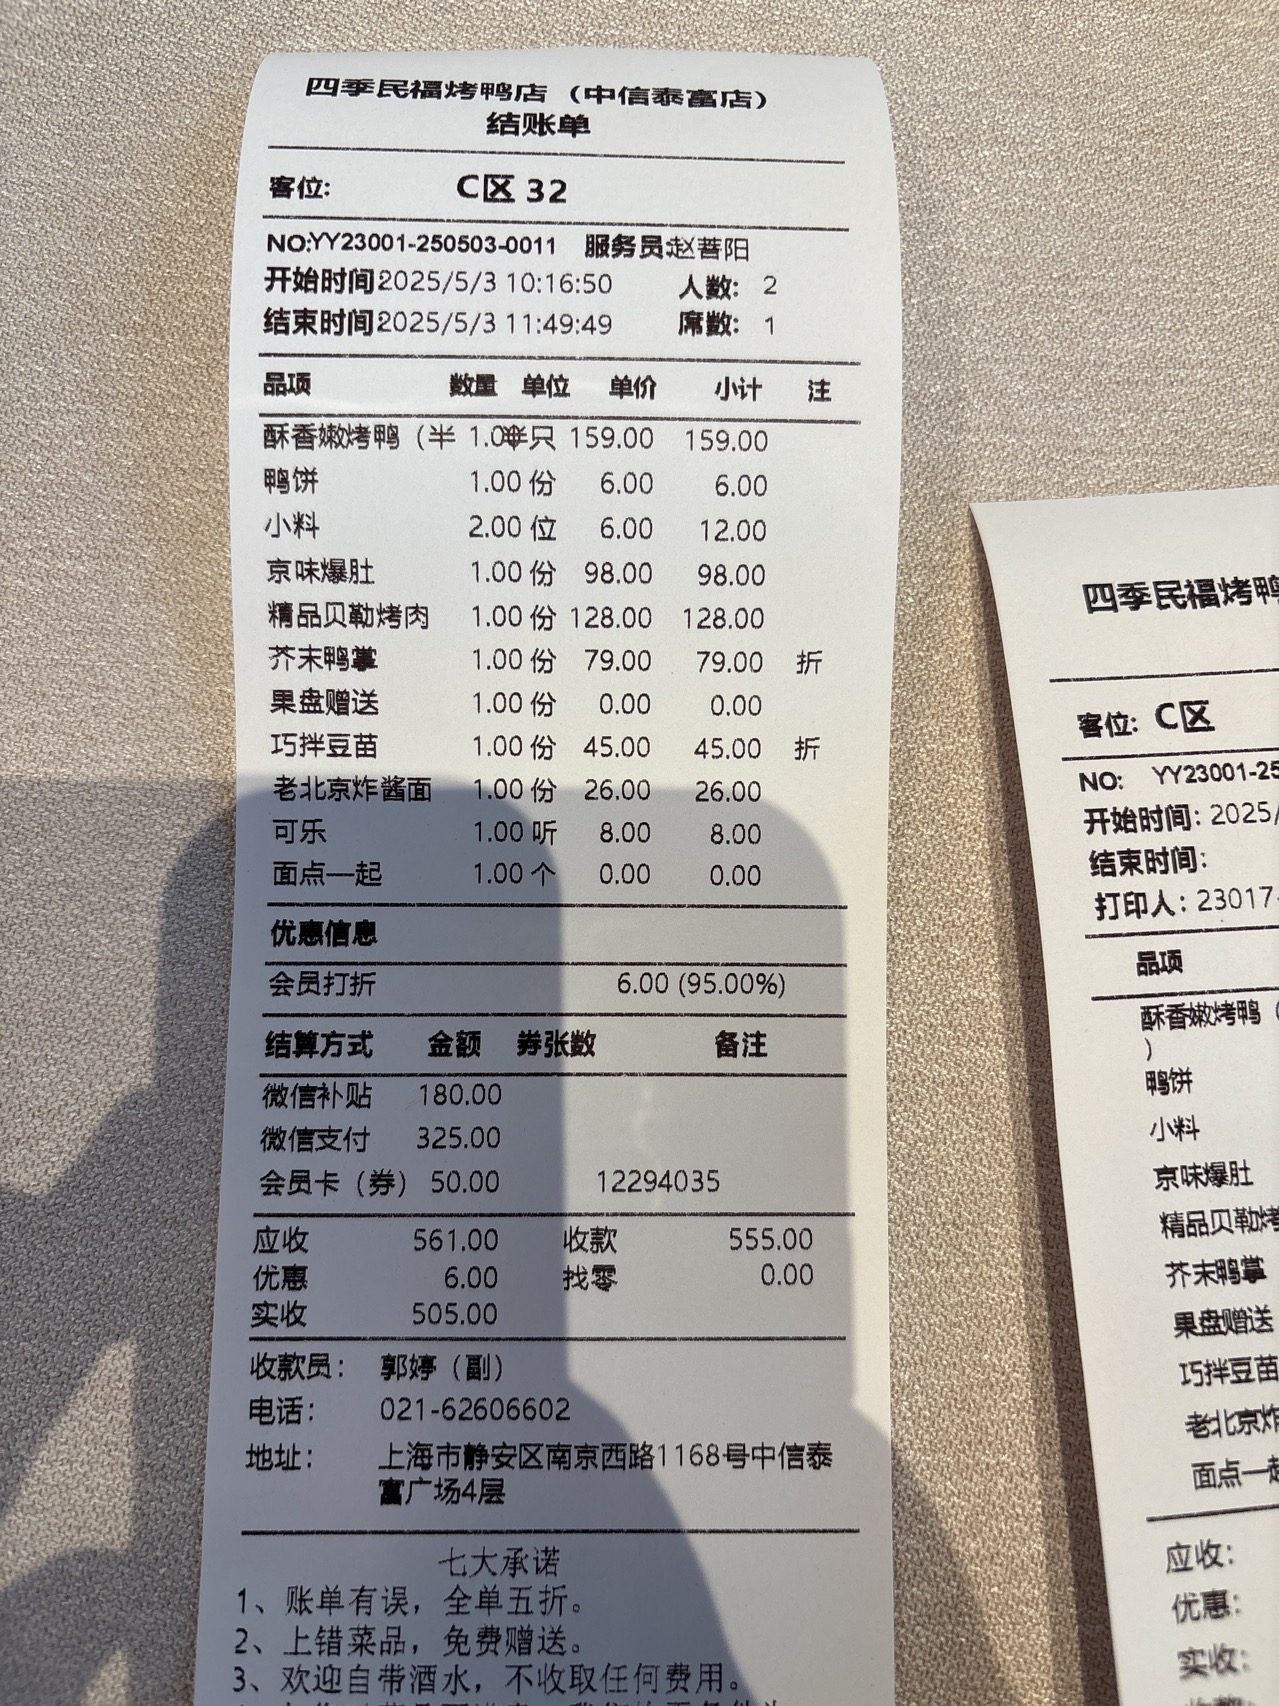 四季民福烤鸭店（中信泰富店）
结账单
客位: C区 32
NO:YY23001-250503-0011 服务员:赵蓍阳
开始时间2025/5/3 10:16:50 人数: 2
结束时间2025/5/3 11:49:49 席数: 1
品项 数量 单位 单价 小计 注
酥香嫩烤鸭（半 1.00半只 159.00 159.00
鸭饼 1.00 份 6.00 6.00
小料 2.00 位 6.00 12.00
京味爆肚 1.00 份 98.00 98.00
精品贝勒烤肉 1.00 份 128.00 128.00
芥末鸭掌 1.00 份 79.00 79.00 折
果盘赠送 1.00 份 0.00 0.00
巧拌豆苗 1.00 份 45.00 45.00 折
老北京炸酱面 1.00 份 26.00 26.00
可乐 1.00 听 8.00 8.00
面点一起 1.00 个 0.00 0.00
优惠信息
会员打折 6.00 (95.00%)
结算方式 金额 券张数 备注
微信补贴 180.00
微信支付 325.00
会员卡（券） 50.00 12294035
应收 561.00 收款 555.00
优惠 6.00 找零 0.00
实收 505.00
收款员: 郭婷（副）
电话: 021-62606602
地址: 上海市静安区南京西路1168号中信泰
富广场4层
七大承诺
1、账单有误，全单五折。
2、上错菜品，免费赠送。
3、欢迎自带酒水，不收取任何费用。
四季民福烤鸭
客位: C区
NO: YY23001-25
开始时间: 2025/
结束时间:
打印人: 23017-
品项
酥香嫩烤鸭（
）
鸭饼
小料
京味爆肚
精品贝勒烤
芥末鸭掌
果盘赠送
巧拌豆苗
老北京炸
面点一起
应收:
优惠:
实收: